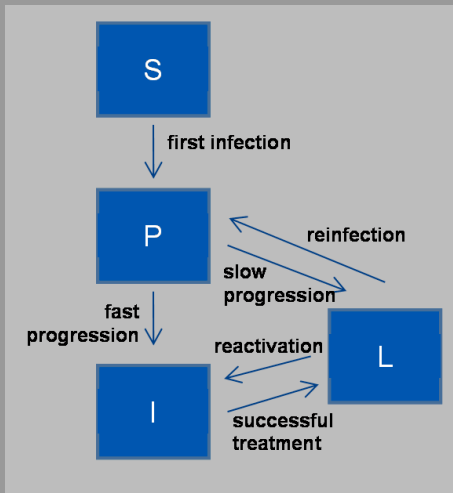 S
first infection
P
reinfection
slow
progression
fast
progression
reactivation
L
I
successful
treatment